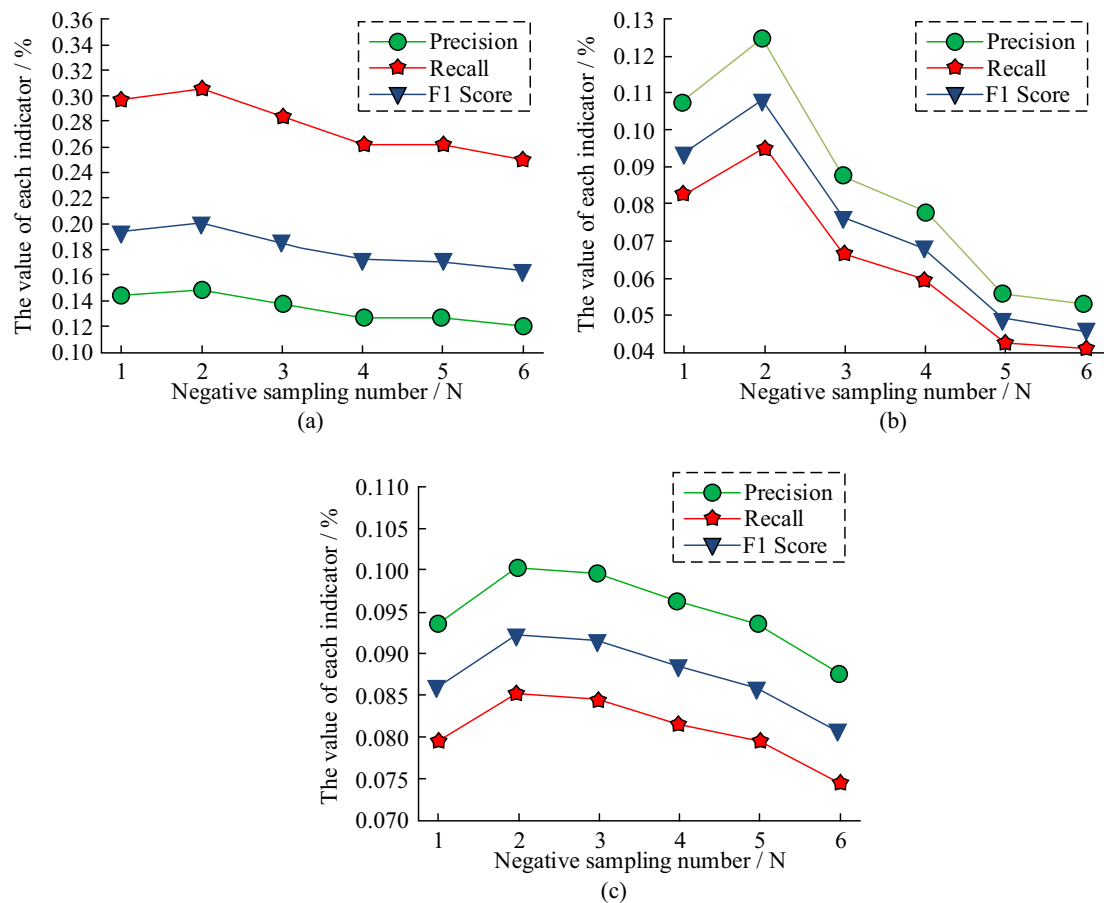 0.36
0.34
0.32
0.30
0.28
0.26
0.24
0.22
0.20
0.18
0.16
0.14
0.12
0.10
The value of each indicator / %
Precision
Recall
F1 Score
1 2 3 4 5 6
Negative sampling number / N
(a)
0.13
0.12
0.11
0.10
0.09
0.08
0.07
0.06
0.05
0.04
The value of each indicator / %
Precision
Recall
F1 Score
1 2 3 4 5 6
Negative sampling number / N
(b)
0.110
0.105
0.100
0.095
0.090
0.085
0.080
0.075
0.070
The value of each indicator / %
Precision
Recall
F1 Score
1 2 3 4 5 6
Negative sampling number / N
(c)